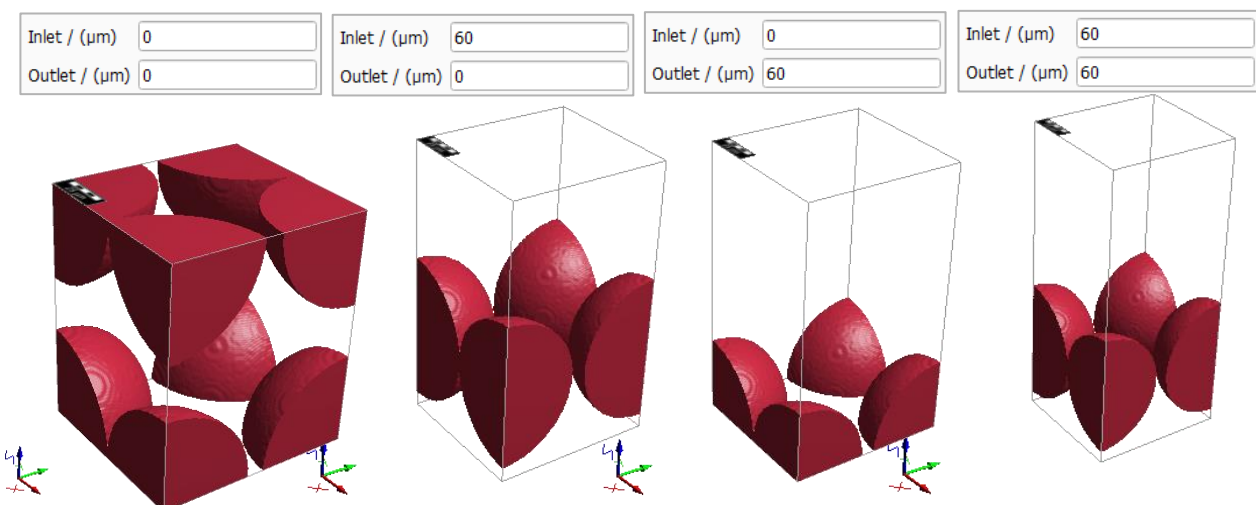 Inlet / (µm) 0
Outlet / (µm) 0
Inlet / (µm) 60
Outlet / (µm) 0
Inlet / (µm) 0
Outlet / (µm) 60
Inlet / (µm) 60
Outlet / (µm) 60